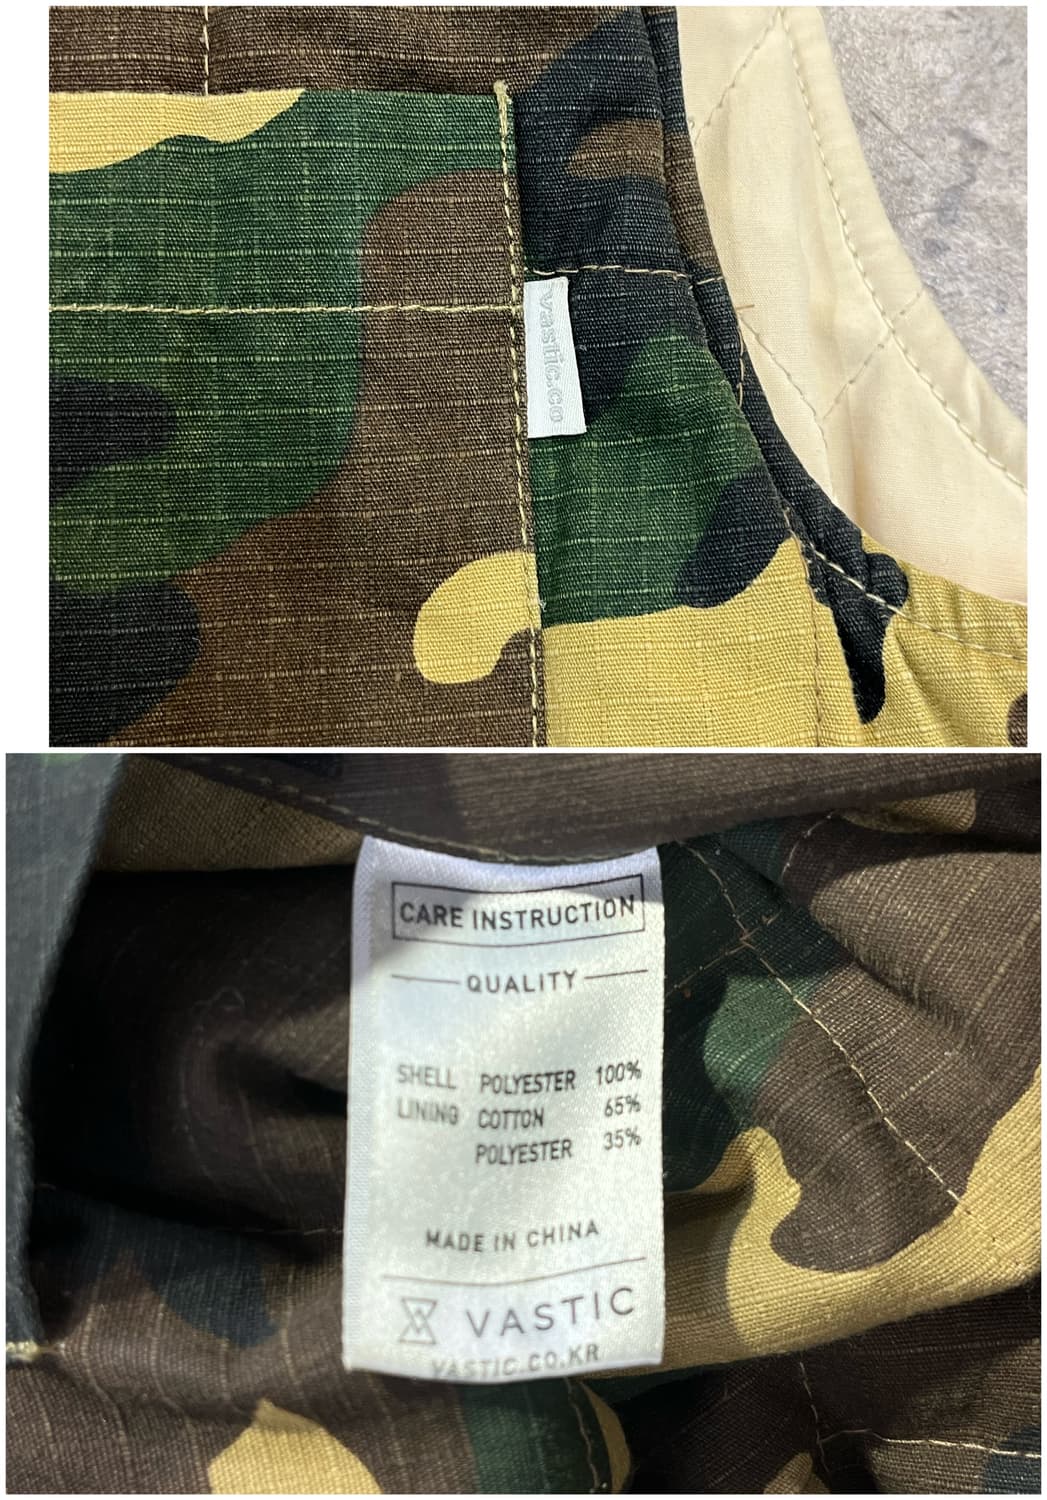 vastic.co
CARE INSTRUCTION
QUALITY
SHELL POLYESTER 100%
LINING COTTON 65%
POLYESTER 35%
MADE IN CHINA
VASTIC
VASTIC.CO.KR